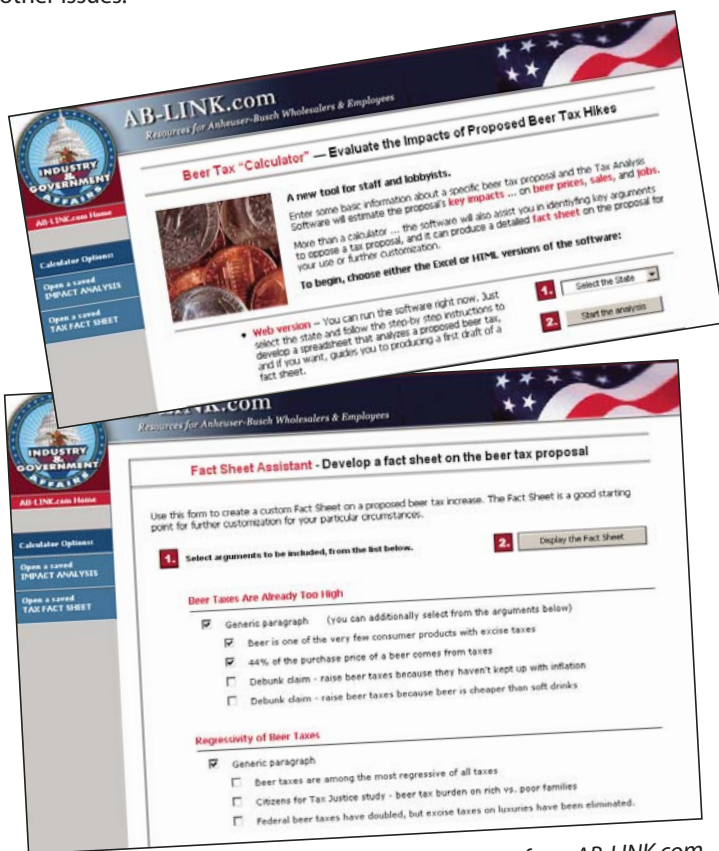 other issues.
AB-LINK.com
Resources for Anheuser-Busch Wholesalers & Employees
INDUSTRY
&
GOVERNMENT
AFFAIRS
AB-LINK.com Home
Calculator Options:
Open a saved
IMPACT ANALYSIS
Open a saved
TAX FACT SHEET
Beer Tax "Calculator" — Evaluate the Impacts of Proposed Beer Tax Hikes
A new tool for staff and lobbyists.
Enter some basic information about a specific beer tax proposal and the Tax Analysis
Software will estimate the proposal's key impacts ... on beer prices, sales, and jobs.
More than a calculator ... the software will also assist you in identiyfing key arguments
to oppose a tax proposal, and it can produce a detailed fact sheet on the proposal for
your use or further customization.
To begin, choose either the Excel or HTML versions of the software:
• Web version -- You can run the software right now. Just
select the state and follow the step-by step instructions to
develop a spreadsheet that analyzes a proposed beer tax,
and if you want, guides you to producing a first draft of a
fact sheet.
1. Select the State
2. Start the analysis
LINK.com
Resources for Anheuser-Busch Wholesalers & Employees
INDUSTRY
&
GOVERNMENT
AFFAIRS
AB-LINK.com Home
Calculator Options:
Open a saved
IMPACT ANALYSIS
Open a saved
TAX FACT SHEET
Fact Sheet Assistant - Develop a fact sheet on the beer tax proposal
Use this form to create a custom Fact Sheet on a proposed beer tax increase. The Fact Sheet is a good starting
point for further customization for your particular circumstances.
1. Select arguments to be included, from the list below.
2. Display the Fact Sheet
Beer Taxes Are Already Too High
Generic paragraph (you can additionally select from the arguments below)
Beer is one of the very few consumer products with excise taxes
44% of the purchase price of a beer comes from taxes
Debunk claim - raise beer taxes because they haven't kept up with inflation
Debunk claim - raise beer taxes because beer is cheaper than soft drinks
Regressivity of Beer Taxes
Generic paragraph
Beer taxes are among the most regressive of all taxes
Citizens for Tax Justice study - beer tax burden on rich vs. poor families
Federal beer taxes have doubled, but excise taxes on luxuries have been eliminated.
from AB-LINK.com